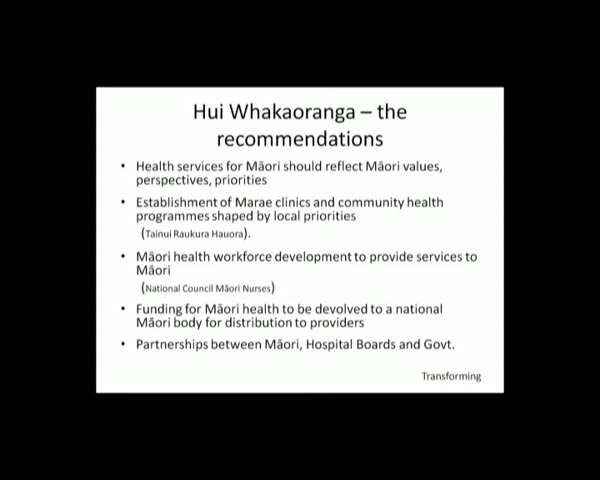 Hui Whakaoranga – the
recommendations
• Health services for Māori should reflect Māori values,
perspectives, priorities
• Establishment of Marae clinics and community health
programmes shaped by local priorities
(Tainui Raukura Hauora).
• Māori health workforce development to provide services to
Māori
(National Council Māori Nurses)
• Funding for Māori health to be devolved to a national
Māori body for distribution to providers
• Partnerships between Māori, Hospital Boards and Govt.
Transforming